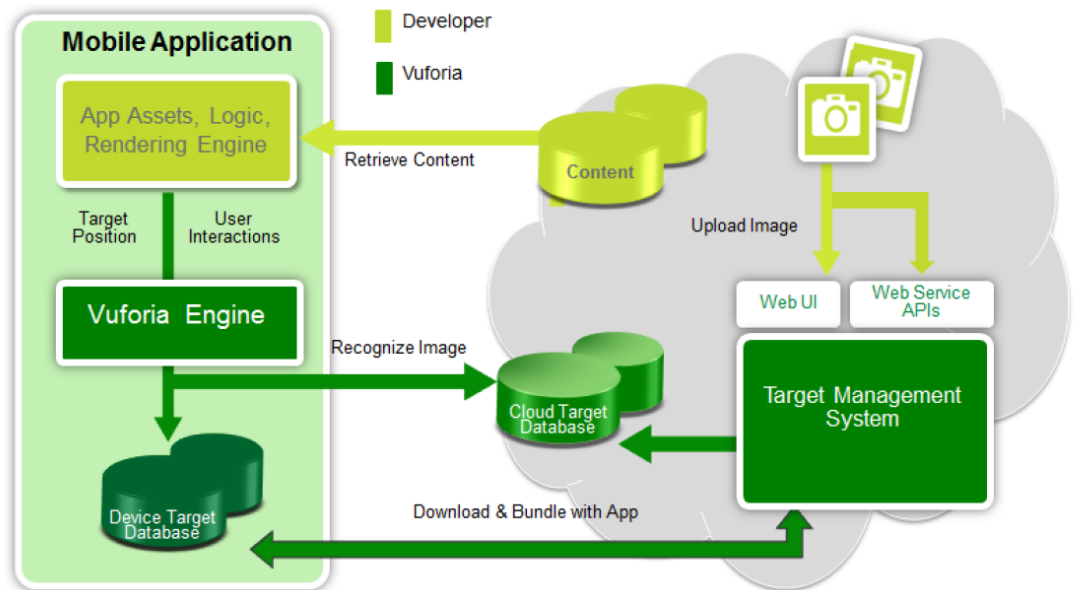 Mobile Application
Developer
Vuforia
App Assets, Logic,
Rendering Engine
Retrieve Content
Content
Target
Position
User
Interactions
Upload Image
Web UI
Web Service
APIs
Vuforia Engine
Recognize Image
Cloud Target
Database
Target Management
System
Device Target
Database
Download & Bundle with App